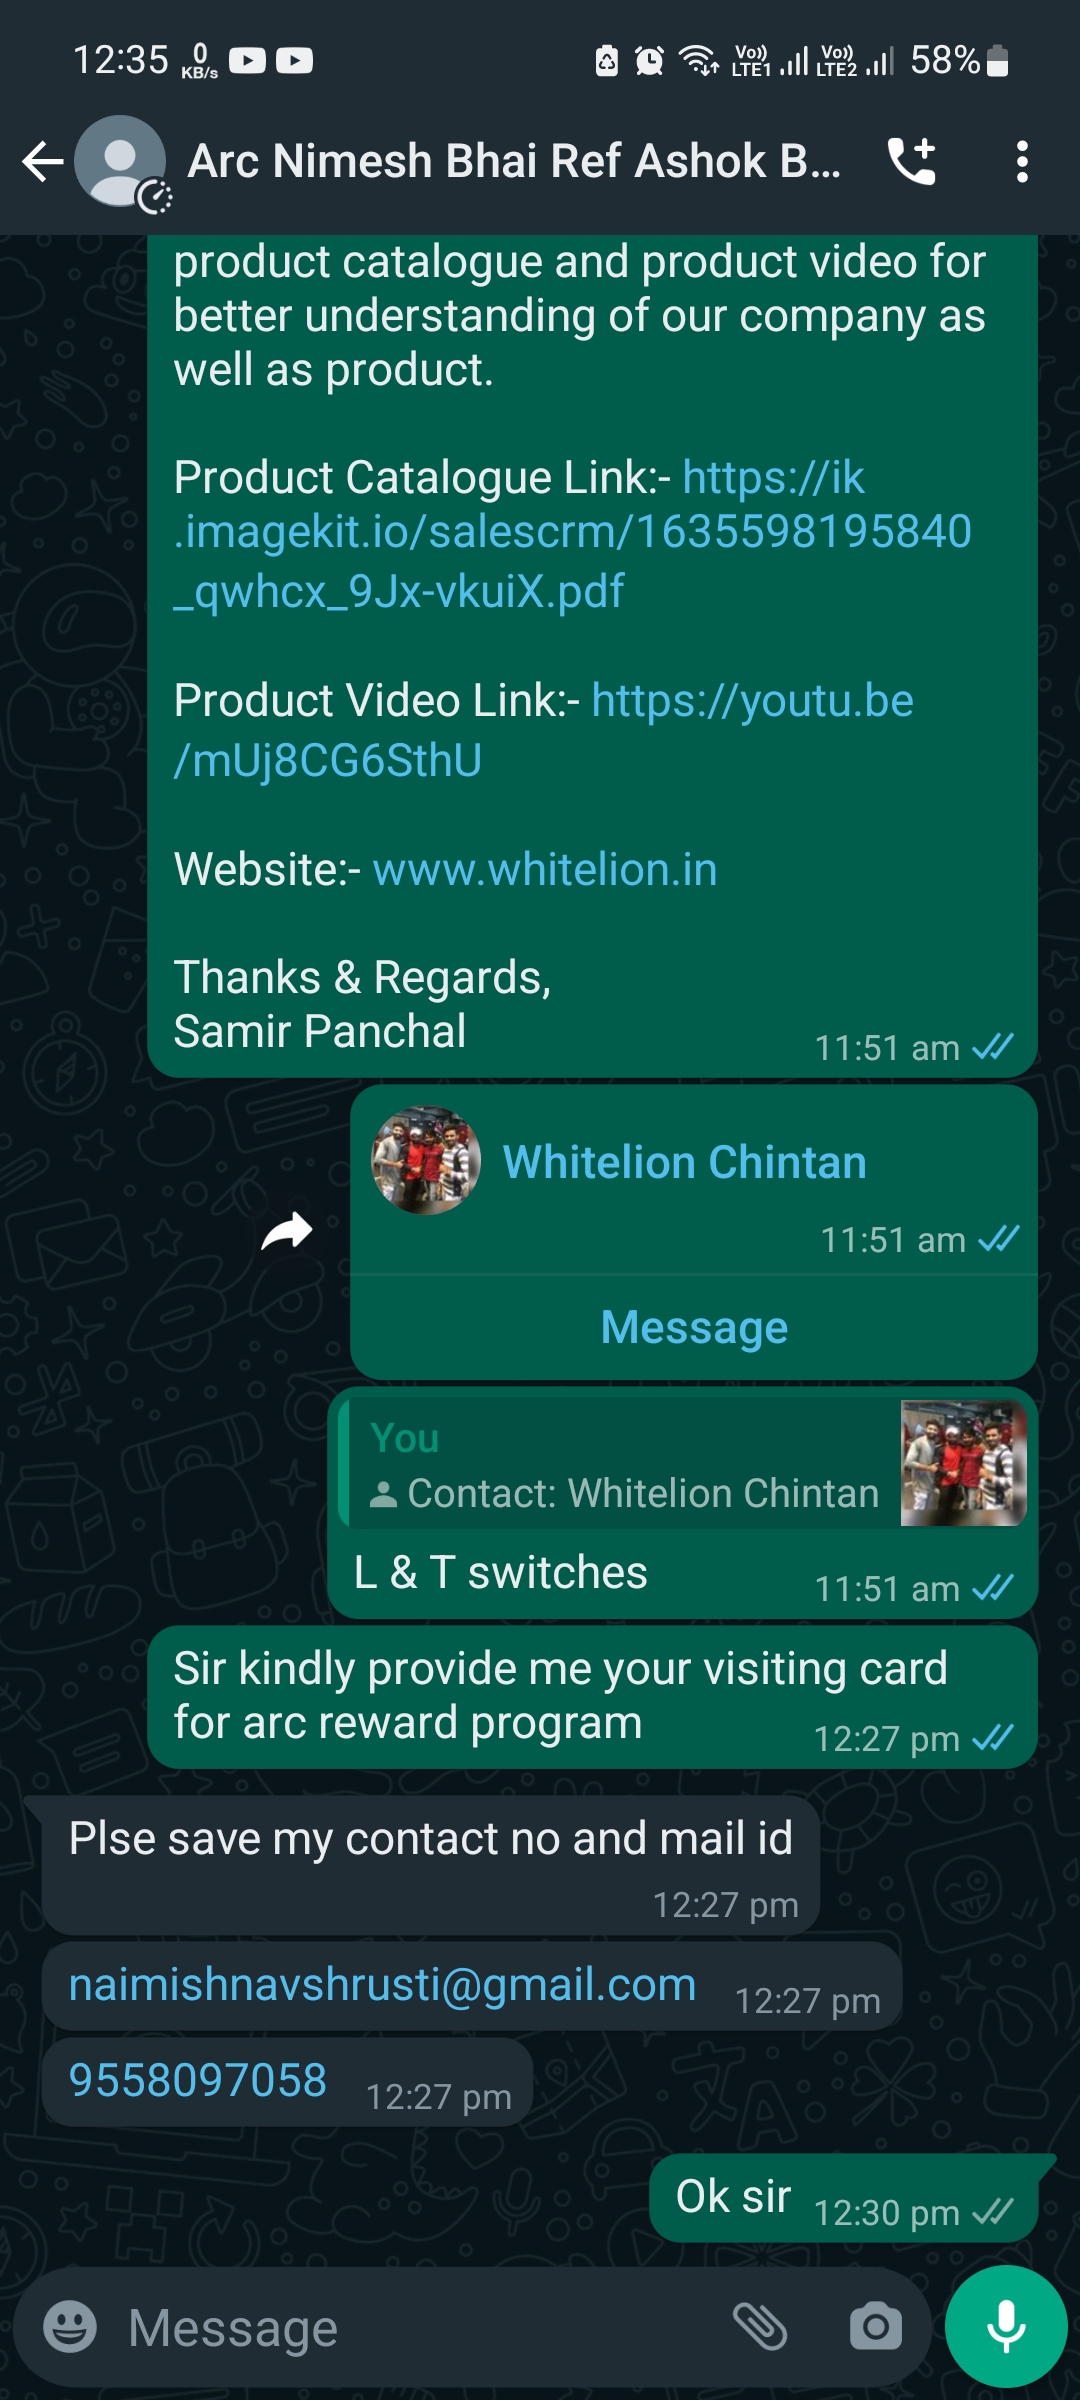 12:35 0 KB/s Vo)) LTE1 Vo)) LTE2 58%
Arc Nimesh Bhai Ref Ashok B...
product catalogue and product video for
better understanding of our company as
well as product.
Product Catalogue Link:- https://ik
.imagekit.io/salescrm/1635598195840
_qwhcx_9Jx-vkuiX.pdf
Product Video Link:- https://youtu.be
/mUj8CG6SthU
Website:- www.whitelion.in
Thanks & Regards,
Samir Panchal
11:51 am
Whitelion Chintan
11:51 am
Message
You
Contact: Whitelion Chintan
L & T switches
11:51 am
Sir kindly provide me your visiting card
for arc reward program
12:27 pm
Plse save my contact no and mail id
12:27 pm
naimishnavshrusti@gmail.com 12:27 pm
9558097058 12:27 pm
Ok sir 12:30 pm
Message